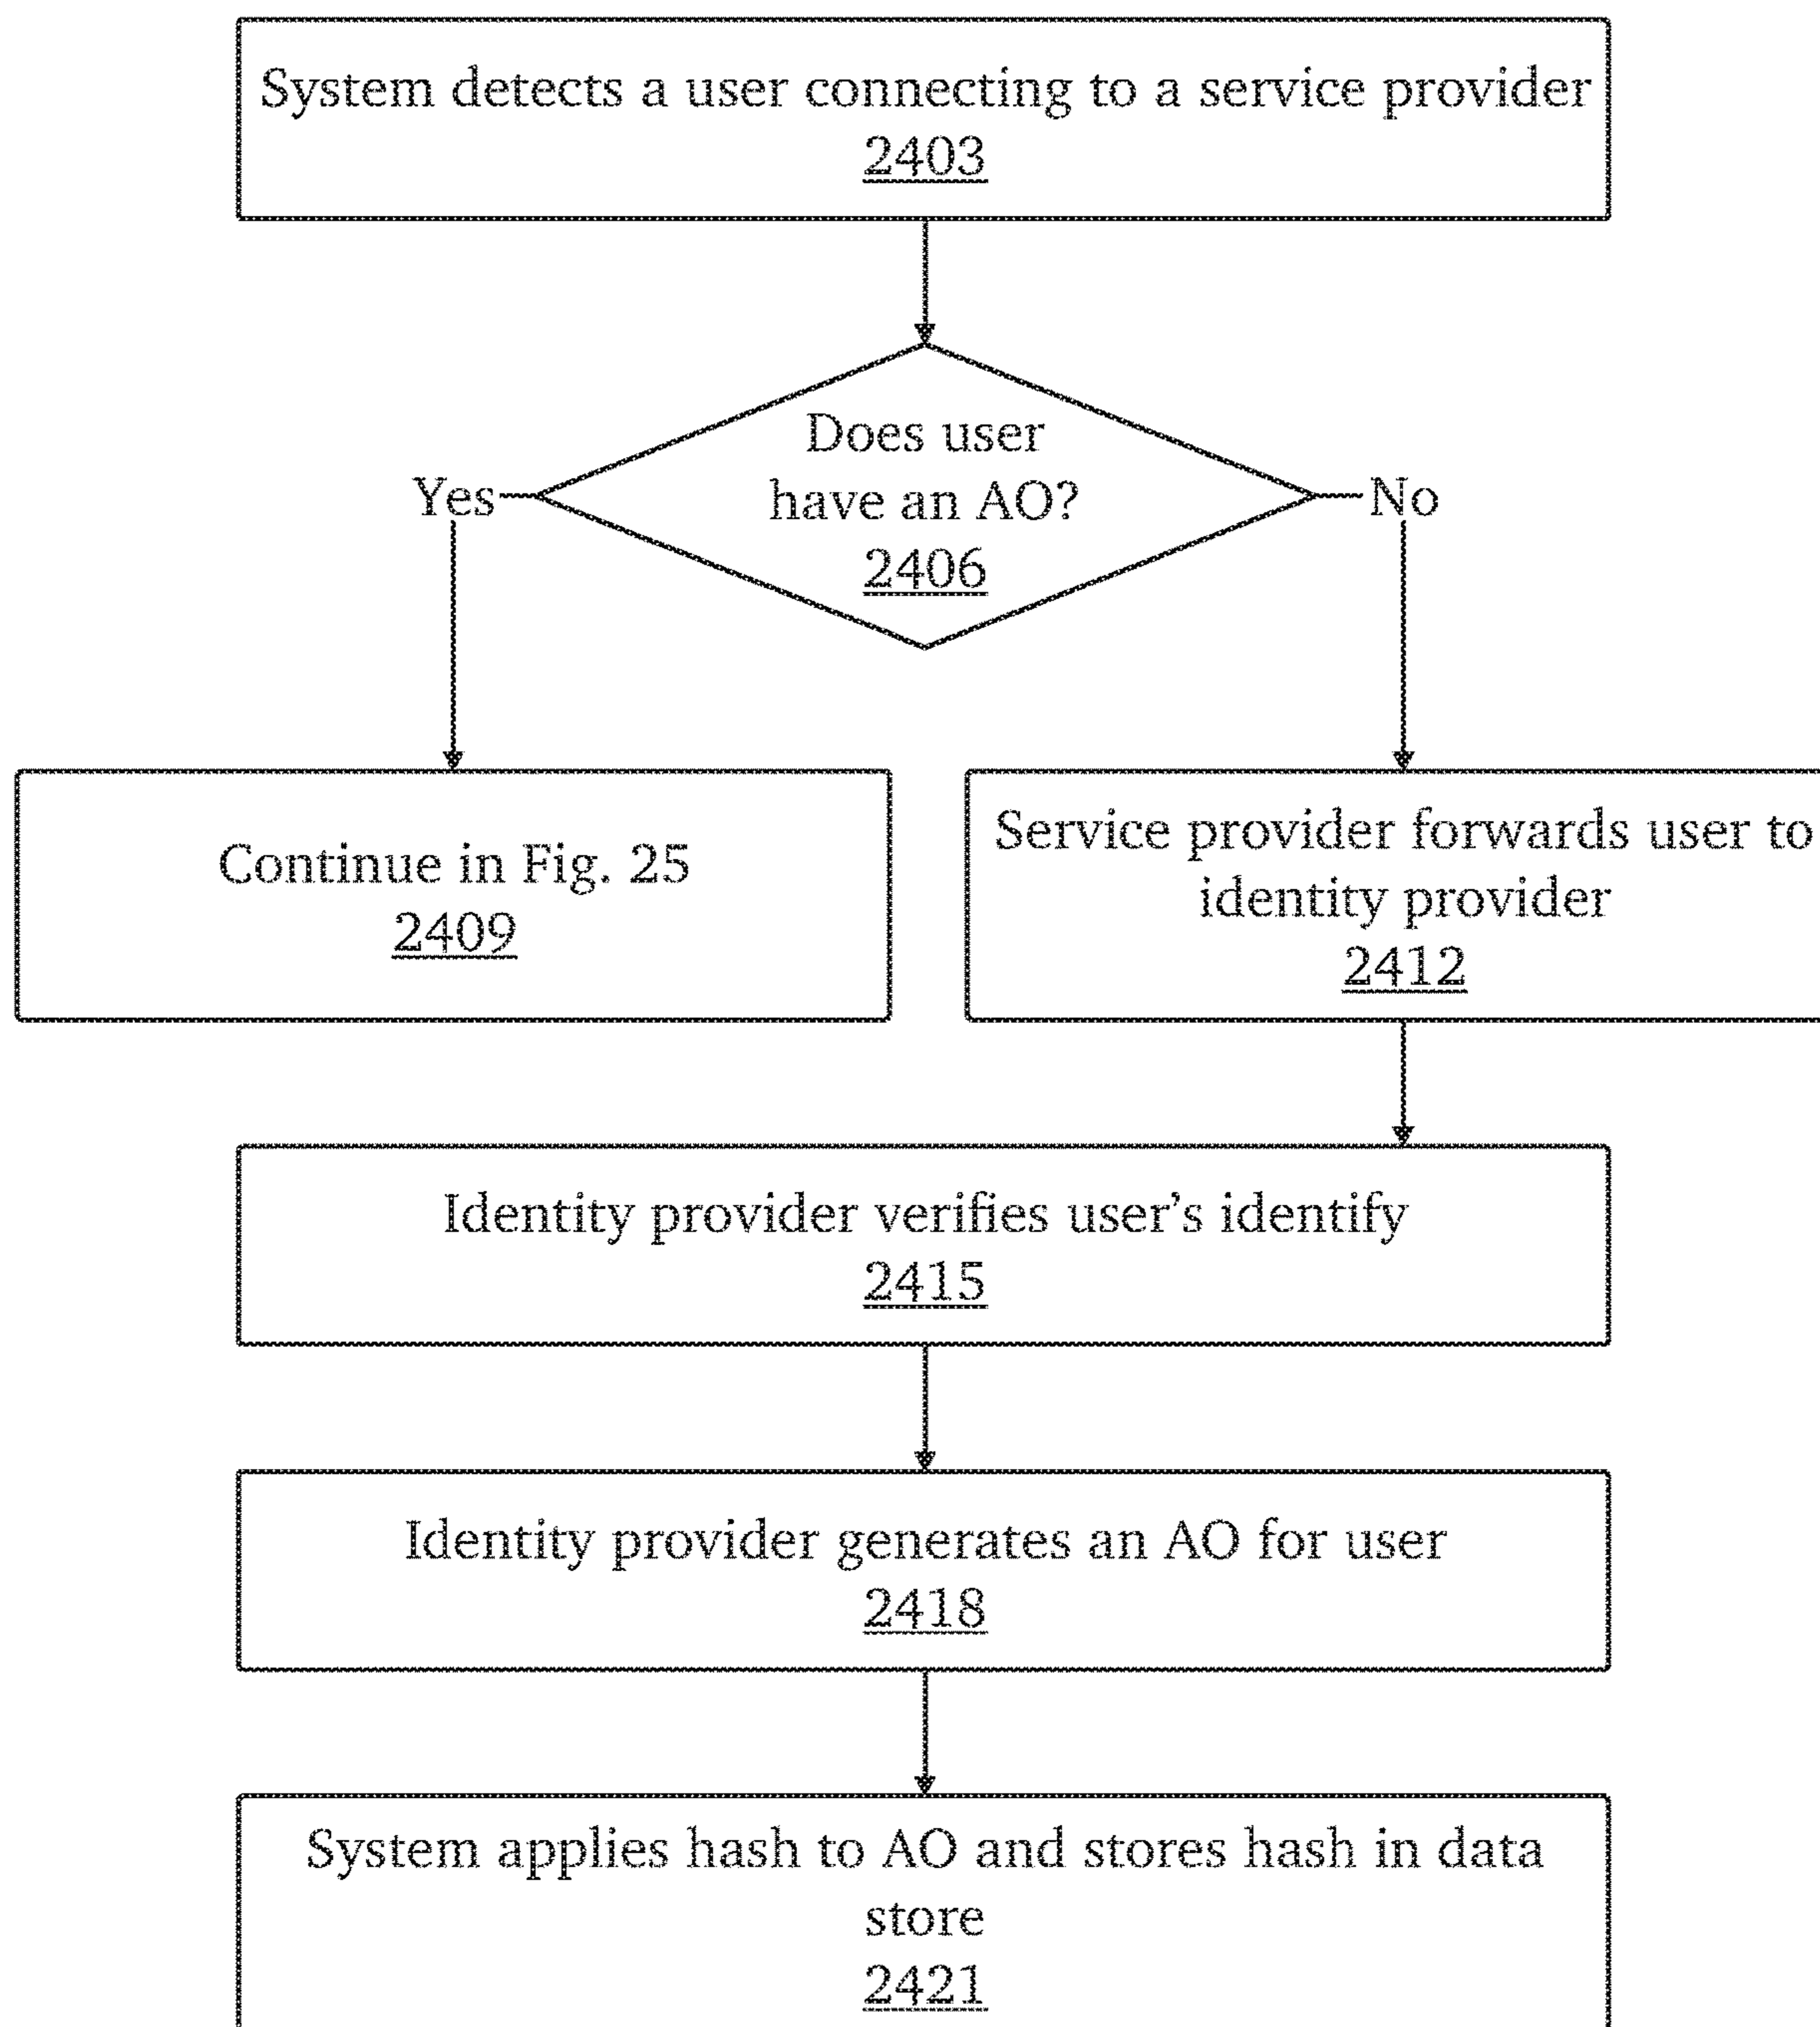 System detects a user connecting to a service provider
2403
Does user
have an AO?
2406
Yes
No
Continue in Fig. 25
2409
Service provider forwards user to
identity provider
2412
Identity provider verifies user's identify
2415
Identity provider generates an AO for user
2418
System applies hash to AO and stores hash in data
store
2421